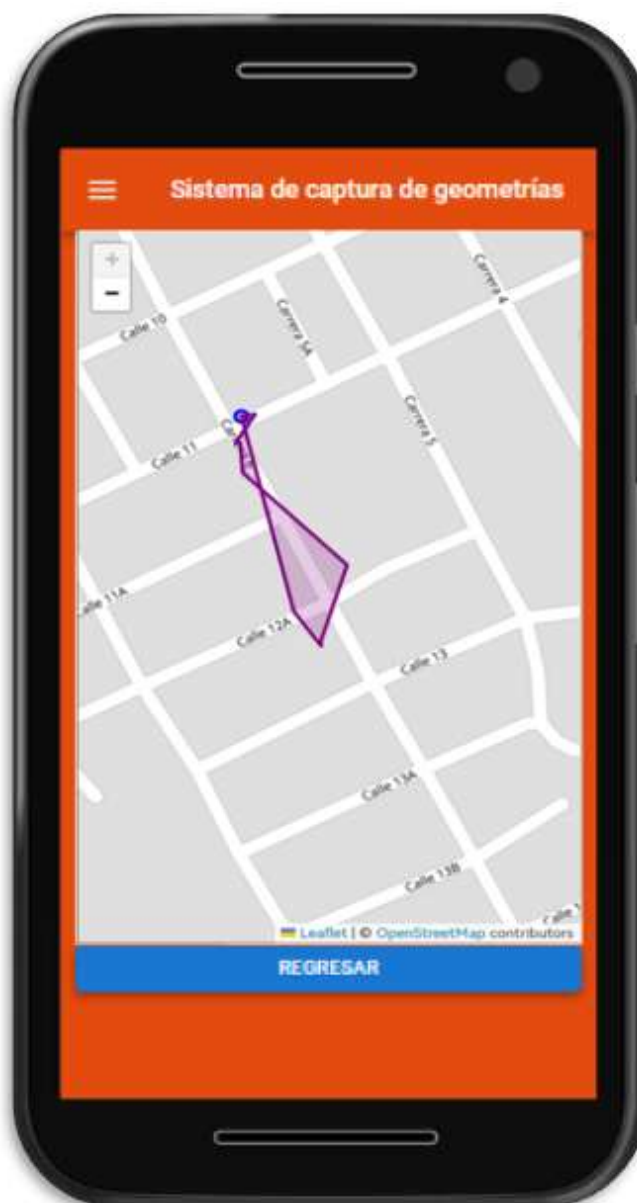 Sistema de captura de geometrías
+
−
Calle 10
Carrera 4
Carrera 5A
Carrera 5
Calle 11
Calle 11A
Calle 12A
Calle 13
Calle 13A
Calle 13B
Leaflet | © OpenStreetMap contributors
REGRESAR